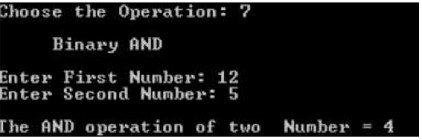 Choose the Operation: 7
Binary AND
Enter First Number: 12
Enter Second Number: 5
The AND operation of two  Number = 4